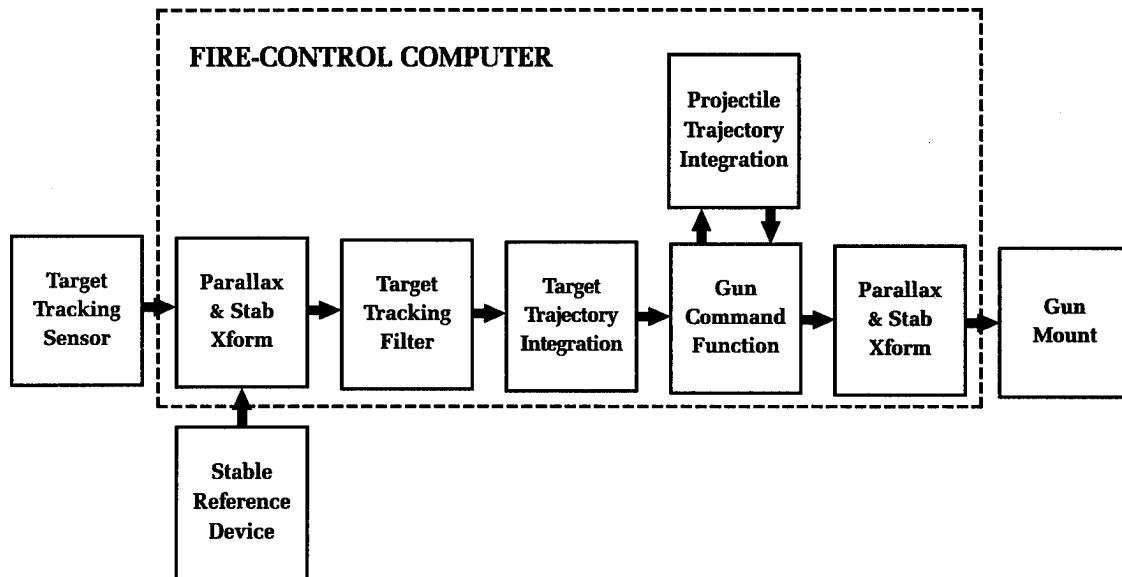 FIRE-CONTROL COMPUTER
Projectile
Trajectory
Integration
Target
Tracking
Sensor
Parallax
& Stab
Xform
Target
Tracking
Filter
Target
Trajectory
Integration
Gun
Command
Function
Parallax
& Stab
Xform
Gun
Mount
Stable
Reference
Device